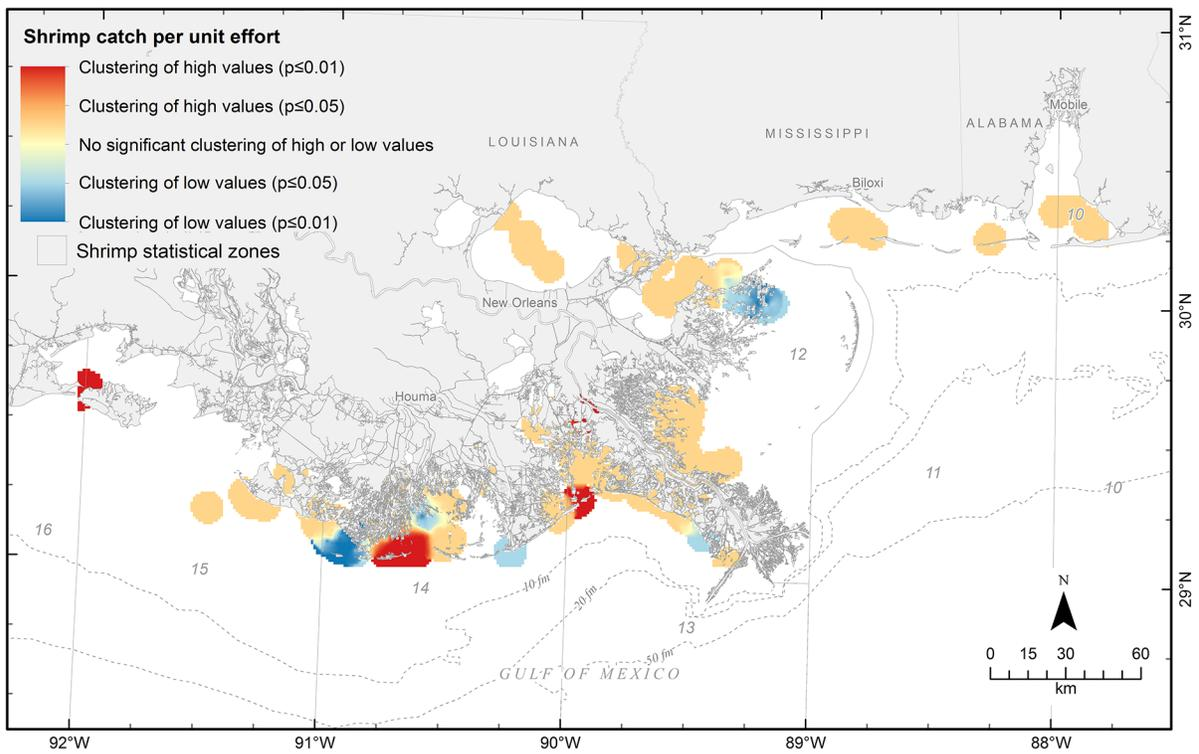 Shrimp catch per unit effort
Clustering of high values (p≤0.01)
Clustering of high values (p≤0.05)
No significant clustering of high or low values
Clustering of low values (p≤0.05)
Clustering of low values (p≤0.01)
Shrimp statistical zones
LOUISIANA
MISSISSIPPI
ALABAMA
Mobile
Biloxi
10
New Orleans
Houma
12
11
10
16
15
14
13
10 fm
20 fm
50 fm
GULF OF MEXICO
N
0 15 30 60
km
31°N
30°N
29°N
92°W 91°W 90°W 89°W 88°W